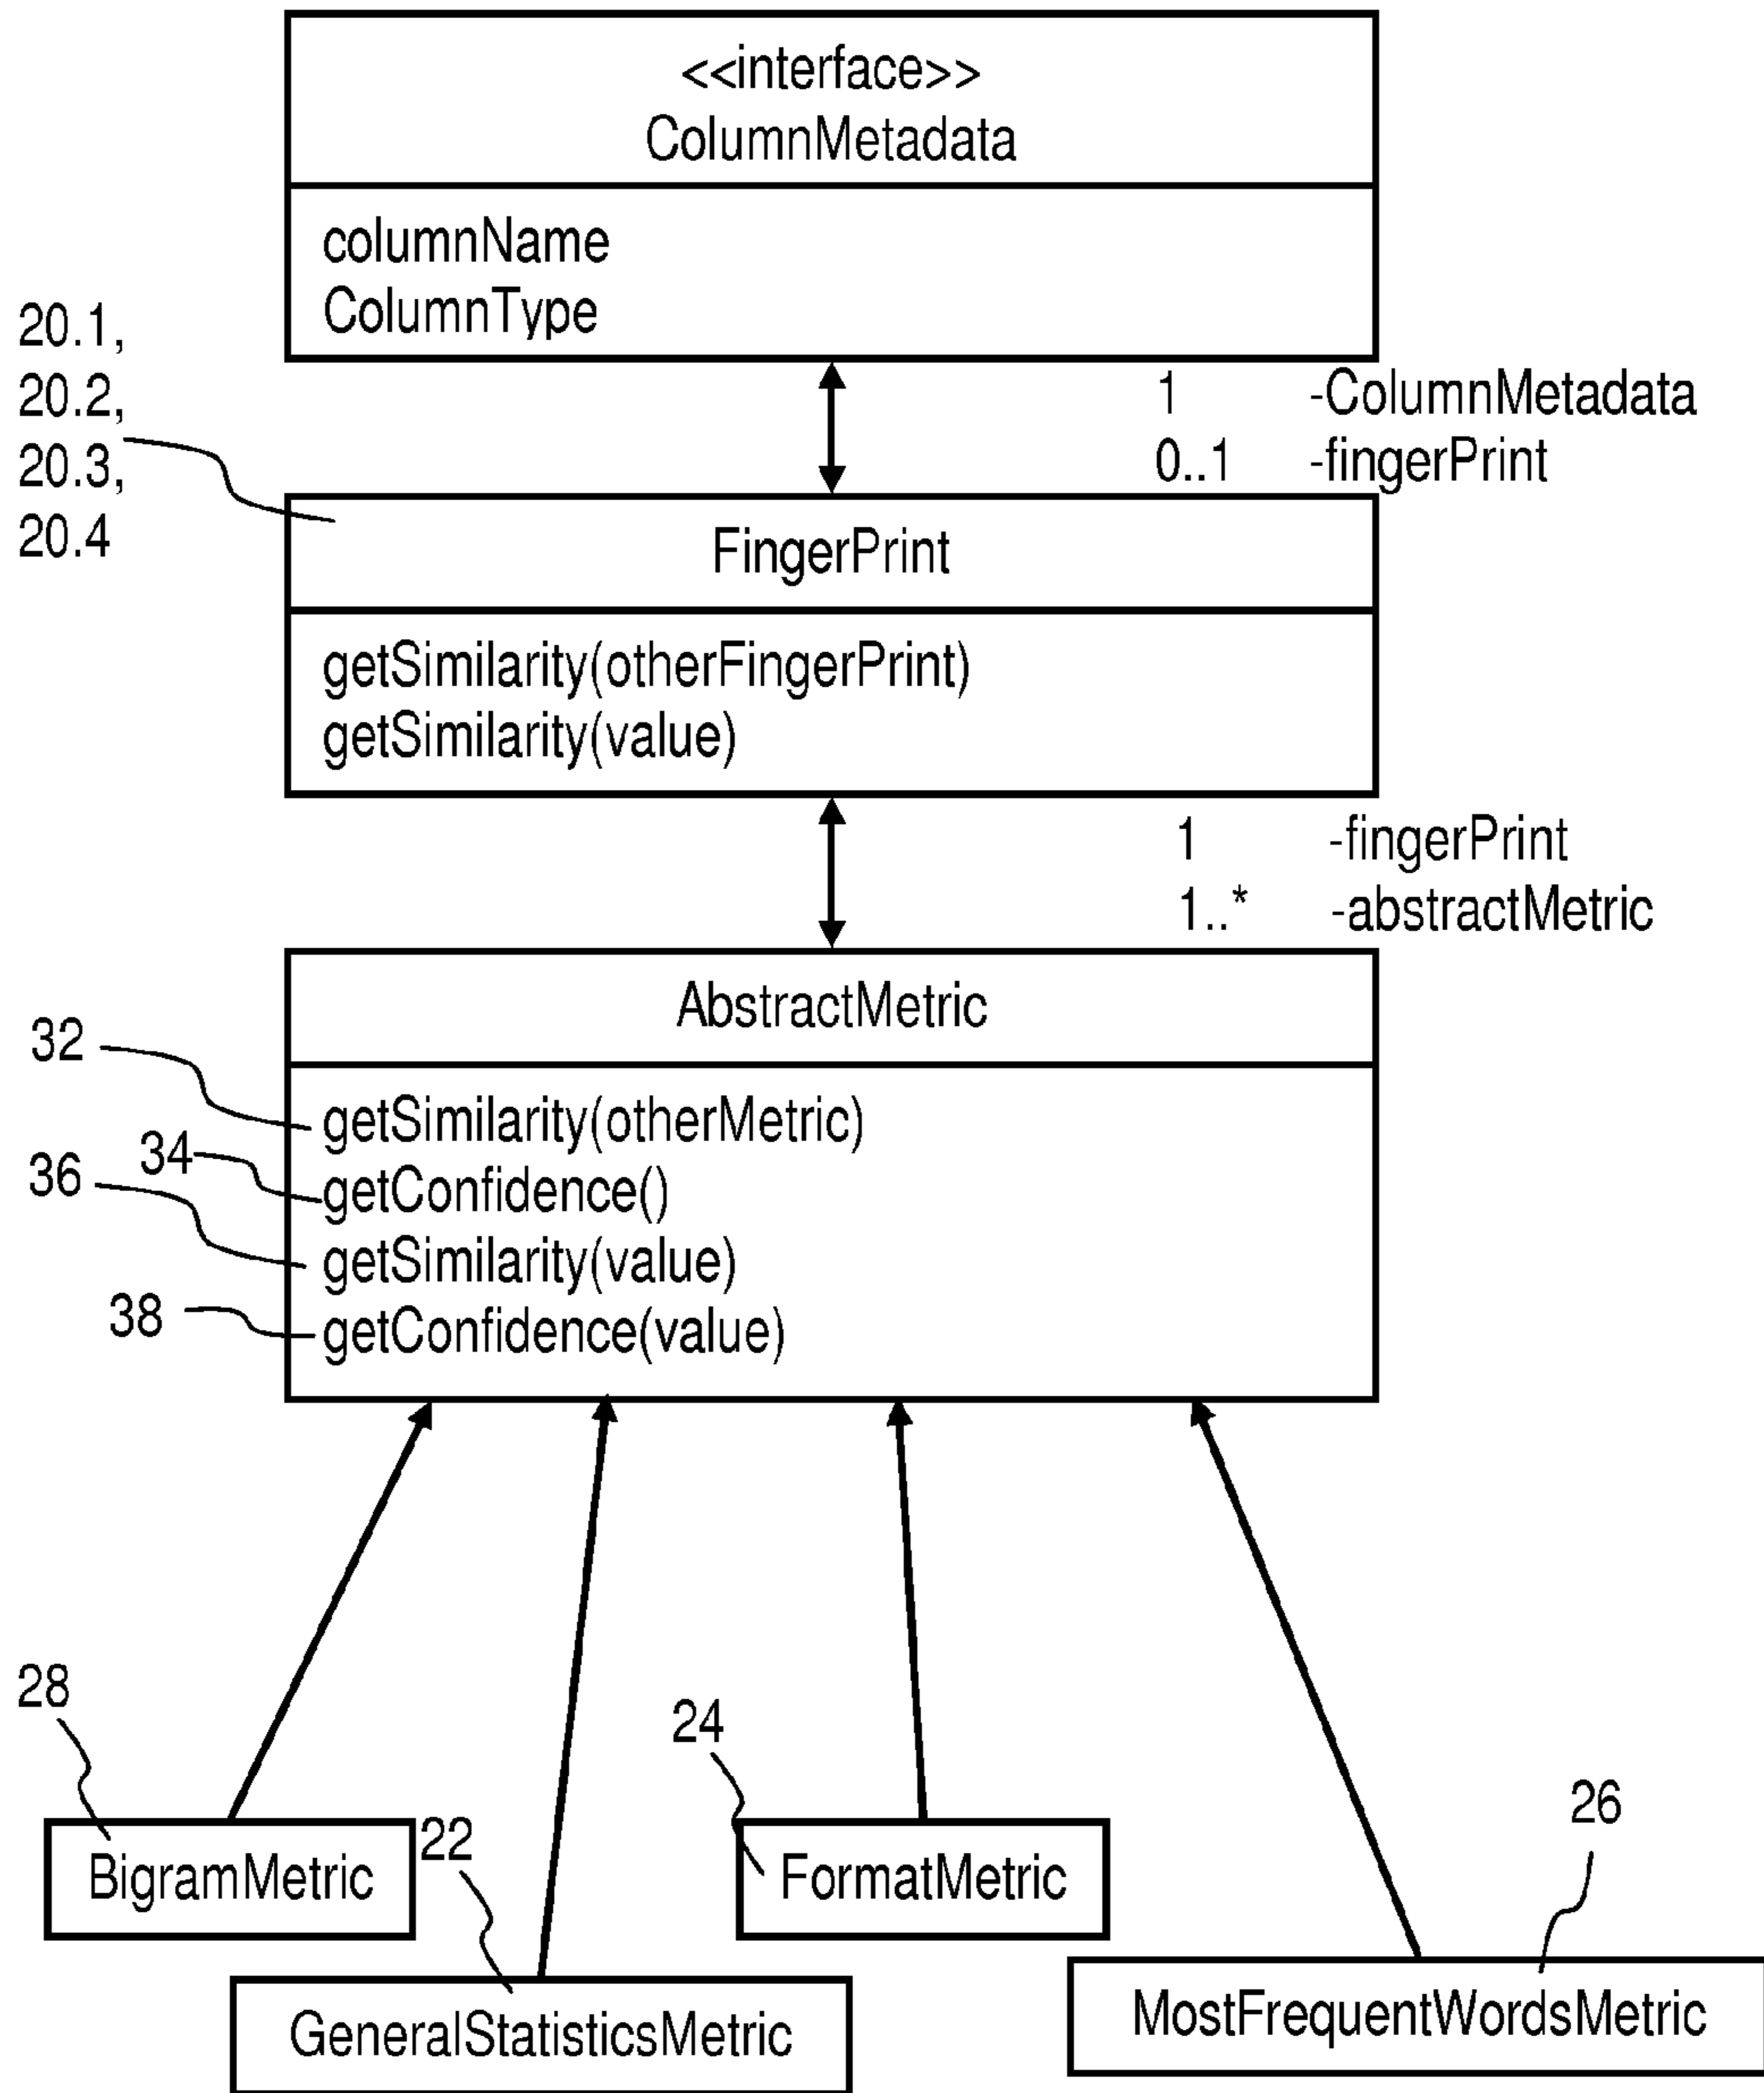 <<interface>>
ColumnMetadata
columnName
ColumnType
20.1,
20.2,
20.3,
20.4
1 -ColumnMetadata
0..1 -fingerPrint
FingerPrint
getSimilarity(otherFingerPrint)
getSimilarity(value)
1 -fingerPrint
1..* -abstractMetric
AbstractMetric
32
getSimilarity(otherMetric)
34
getConfidence()
36
getSimilarity(value)
38
getConfidence(value)
28
BigramMetric
22
GeneralStatisticsMetric
24
FormatMetric
26
MostFrequentWordsMetric